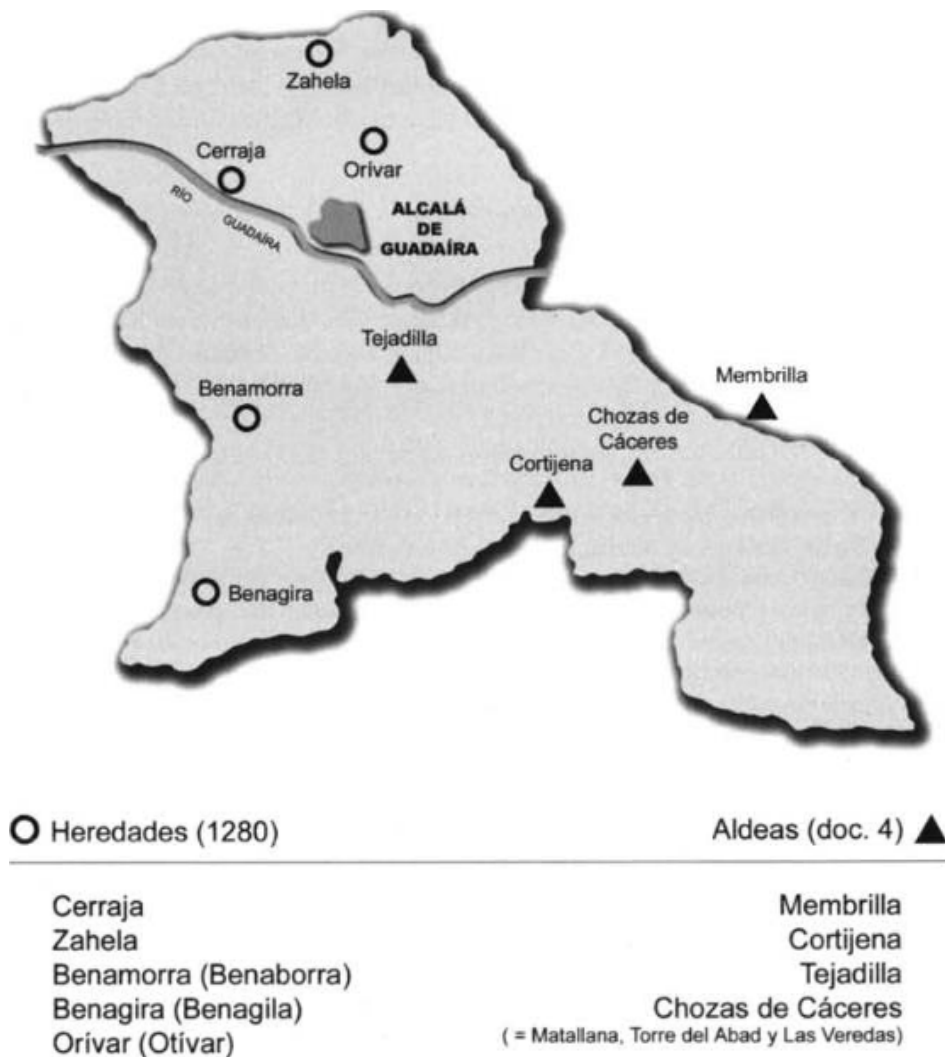 Zahela
Cerraja
Orívar
RÍO
GUADAÍRA
ALCALÁ
DE
GUADAÍRA
Tejadilla
Membrilla
Benamorra
Chozas de
Cáceres
Cortijena
Benagira
Heredades (1280)
Aldeas (doc. 4)
Cerraja
Zahela
Benamorra (Benaborra)
Benagira (Benagila)
Orívar (Otívar)
Membrilla
Cortijena
Tejadilla
Chozas de Cáceres
( = Matallana, Torre del Abad y Las Veredas)